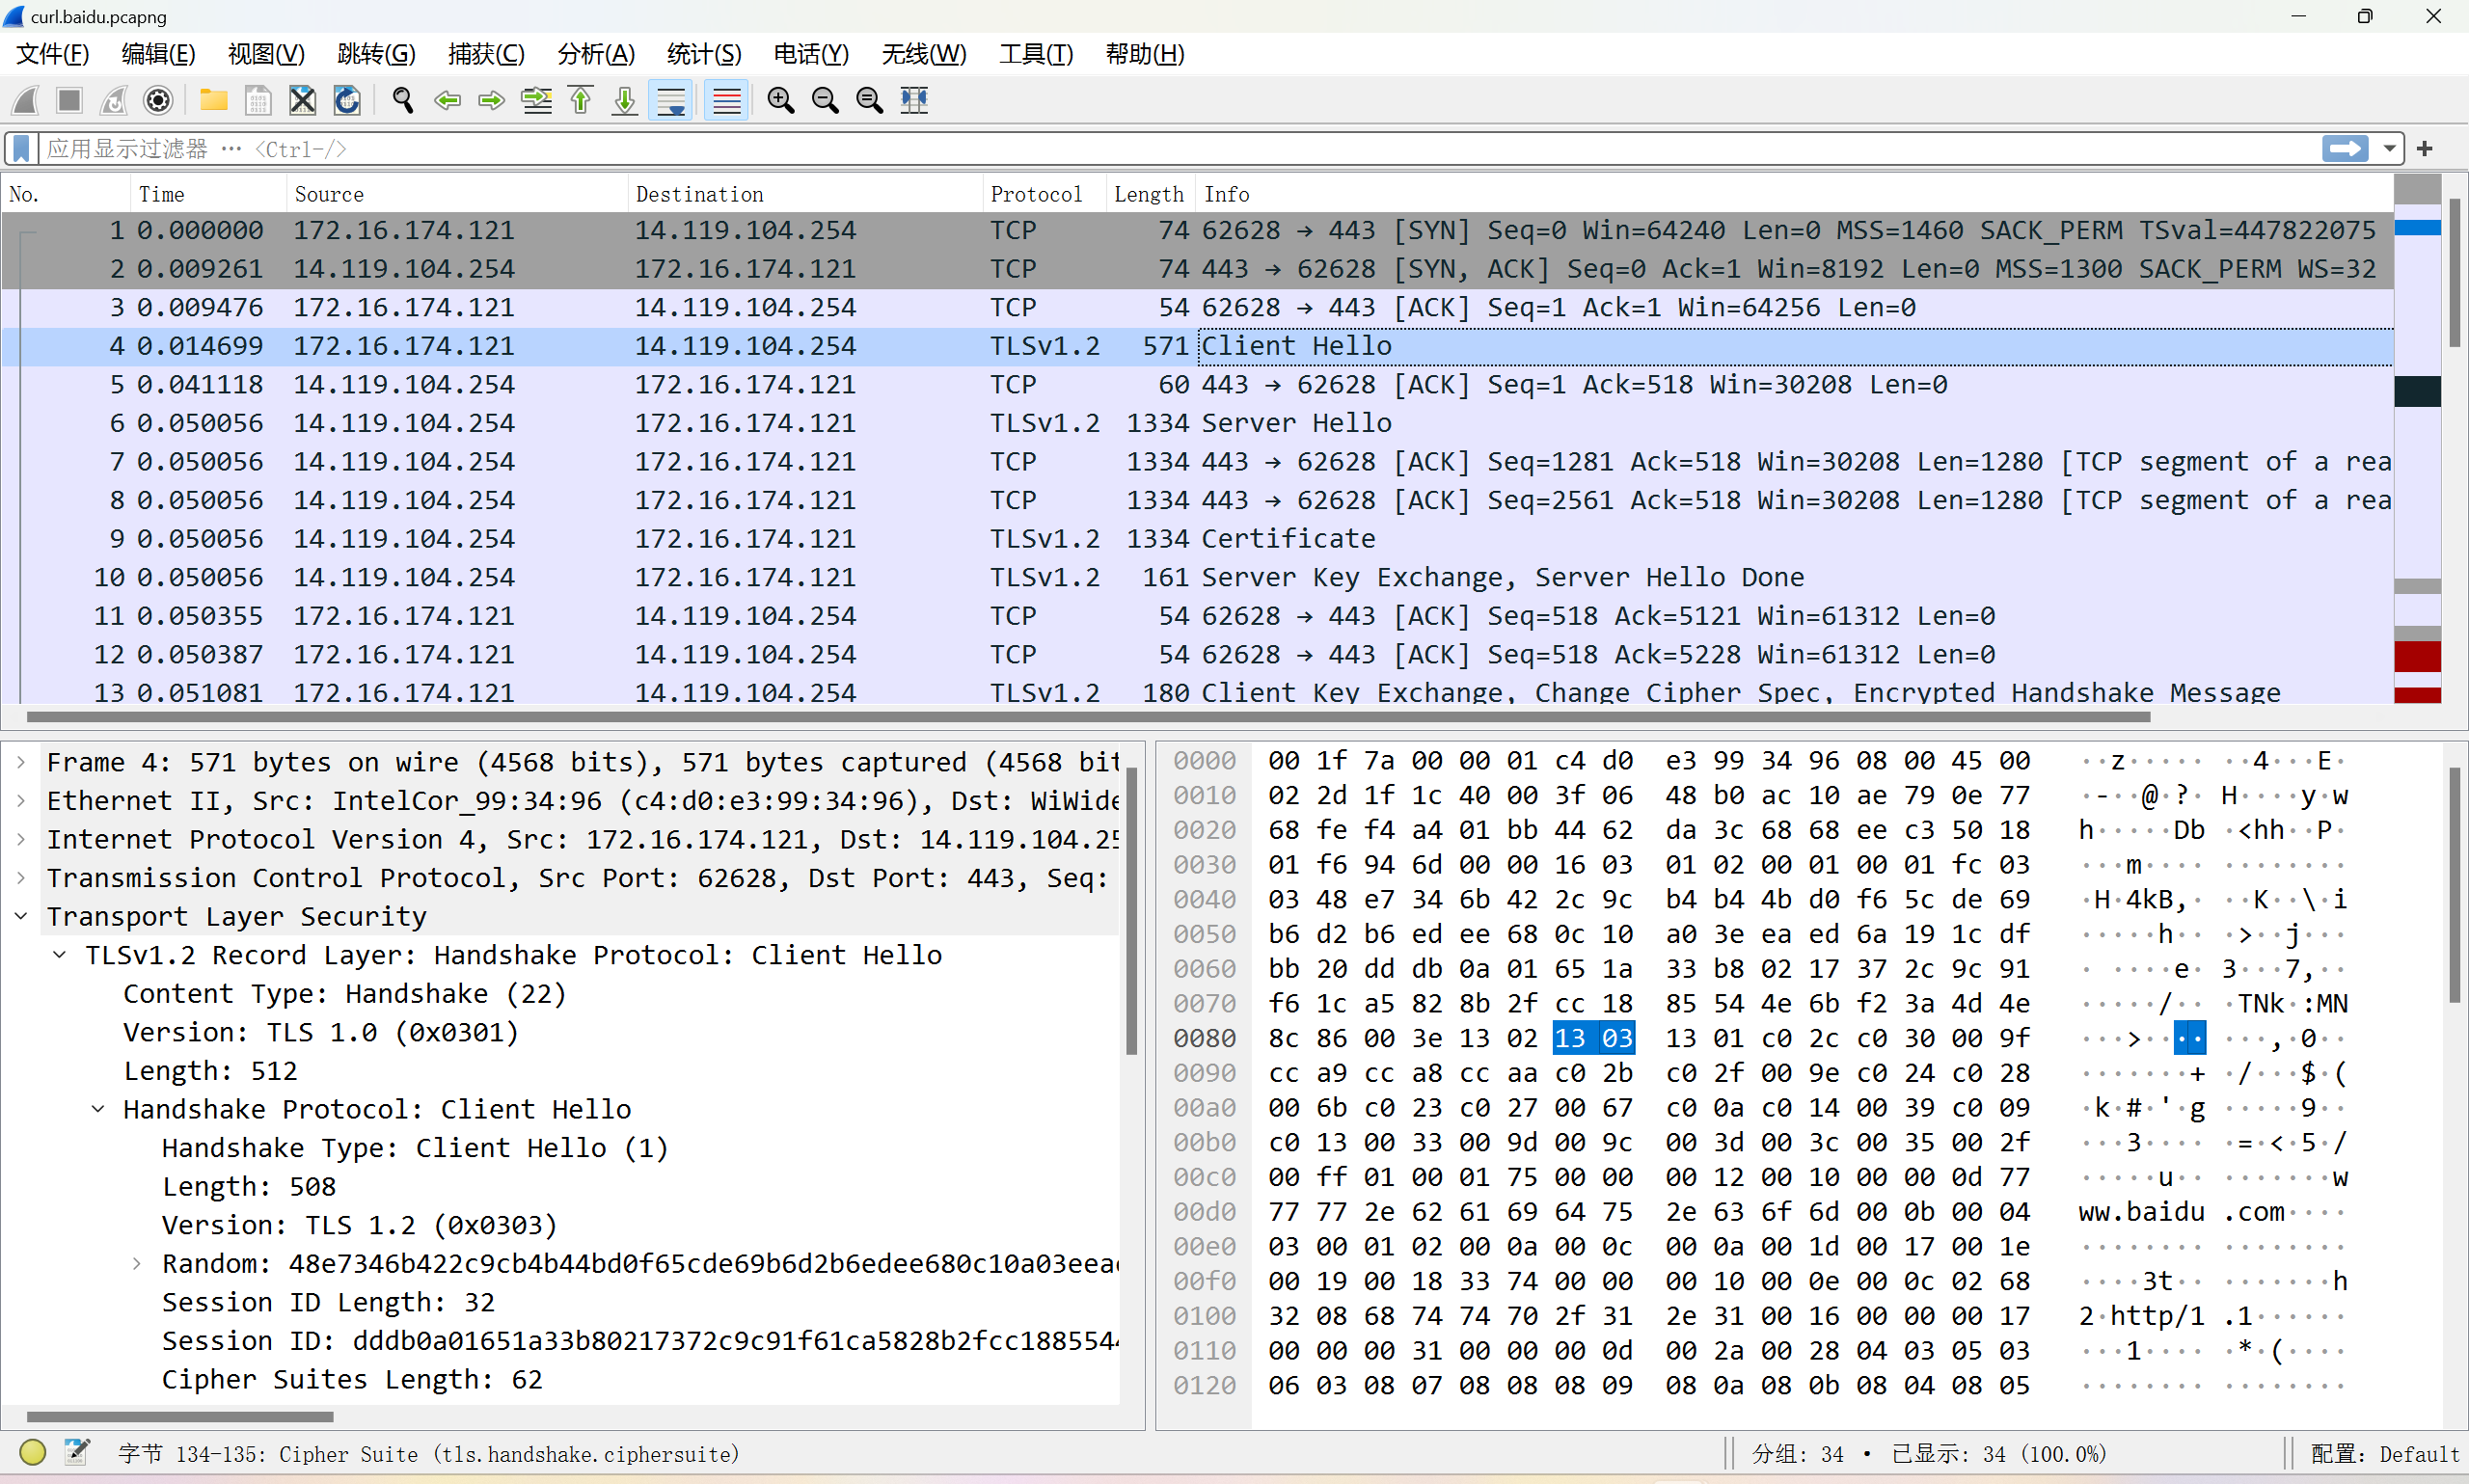 curl.baidu.pcapng
文件(F) 编辑(E) 视图(V) 跳转(G) 捕获(C) 分析(A) 统计(S) 电话(Y) 无线(W) 工具(T) 帮助(H)
应用显示过滤器 … <Ctrl-/>
No. Time Source Destination Protocol Length Info
1 0.000000 172.16.174.121 14.119.104.254 TCP 74 62628 → 443 [SYN] Seq=0 Win=64240 Len=0 MSS=1460 SACK_PERM TSval=447822075
2 0.009261 14.119.104.254 172.16.174.121 TCP 74 443 → 62628 [SYN, ACK] Seq=0 Ack=1 Win=8192 Len=0 MSS=1300 SACK_PERM WS=32
3 0.009476 172.16.174.121 14.119.104.254 TCP 54 62628 → 443 [ACK] Seq=1 Ack=1 Win=64256 Len=0
4 0.014699 172.16.174.121 14.119.104.254 TLSv1.2 571 Client Hello
5 0.041118 14.119.104.254 172.16.174.121 TCP 60 443 → 62628 [ACK] Seq=1 Ack=518 Win=30208 Len=0
6 0.050056 14.119.104.254 172.16.174.121 TLSv1.2 1334 Server Hello
7 0.050056 14.119.104.254 172.16.174.121 TCP 1334 443 → 62628 [ACK] Seq=1281 Ack=518 Win=30208 Len=1280 [TCP segment of a rea
8 0.050056 14.119.104.254 172.16.174.121 TCP 1334 443 → 62628 [ACK] Seq=2561 Ack=518 Win=30208 Len=1280 [TCP segment of a rea
9 0.050056 14.119.104.254 172.16.174.121 TLSv1.2 1334 Certificate
10 0.050056 14.119.104.254 172.16.174.121 TLSv1.2 161 Server Key Exchange, Server Hello Done
11 0.050355 172.16.174.121 14.119.104.254 TCP 54 62628 → 443 [ACK] Seq=518 Ack=5121 Win=61312 Len=0
12 0.050387 172.16.174.121 14.119.104.254 TCP 54 62628 → 443 [ACK] Seq=518 Ack=5228 Win=61312 Len=0
13 0.051081 172.16.174.121 14.119.104.254 TLSv1.2 180 Client Key Exchange, Change Cipher Spec, Encrypted Handshake Message
Frame 4: 571 bytes on wire (4568 bits), 571 bytes captured (4568 bit
Ethernet II, Src: IntelCor_99:34:96 (c4:d0:e3:99:34:96), Dst: WiWide
Internet Protocol Version 4, Src: 172.16.174.121, Dst: 14.119.104.25
Transmission Control Protocol, Src Port: 62628, Dst Port: 443, Seq:
Transport Layer Security
TLSv1.2 Record Layer: Handshake Protocol: Client Hello
Content Type: Handshake (22)
Version: TLS 1.0 (0x0301)
Length: 512
Handshake Protocol: Client Hello
Handshake Type: Client Hello (1)
Length: 508
Version: TLS 1.2 (0x0303)
Random: 48e7346b422c9cb4b44bd0f65cde69b6d2b6edee680c10a03eea
Session ID Length: 32
Session ID: dddb0a01651a33b80217372c9c91f61ca5828b2fcc188554
Cipher Suites Length: 62
0000 00 1f 7a 00 00 01 c4 d0 e3 99 34 96 08 00 45 00 ··z····· ··4···E·
0010 02 2d 1f 1c 40 00 3f 06 48 b0 ac 10 ae 79 0e 77 ·-··@·?· H····y·w
0020 68 fe f4 a4 01 bb 44 62 da 3c 68 68 ee c3 50 18 h·····Db ·<hh··P·
0030 01 f6 94 6d 00 00 16 03 01 02 00 01 00 01 fc 03 ···m···· ········
0040 03 48 e7 34 6b 42 2c 9c b4 b4 4b d0 f6 5c de 69 ·H·4kB,· ··K··\·i
0050 b6 d2 b6 ed ee 68 0c 10 a0 3e ea ed 6a 19 1c df ·····h·· ·>··j···
0060 bb 20 dd db 0a 01 65 1a 33 b8 02 17 37 2c 9c 91 · ····e· 3···7,··
0070 f6 1c a5 82 8b 2f cc 18 85 54 4e 6b f2 3a 4d 4e ·····/·· ·TNk·:MN
0080 8c 86 00 3e 13 02 13 03 13 01 c0 2c c0 30 00 9f ···>···· ···,·0··
0090 cc a9 cc a8 cc aa c0 2b c0 2f 00 9e c0 24 c0 28 ·······+ ·/···$·(
00a0 00 6b c0 23 c0 27 00 67 c0 0a c0 14 00 39 c0 09 ·k·#·'·g ·····9··
00b0 c0 13 00 33 00 9d 00 9c 00 3d 00 3c 00 35 00 2f ···3···· ·=·<·5·/
00c0 00 ff 01 00 01 75 00 00 00 12 00 10 00 00 0d 77 ·····u·· ·······w
00d0 77 77 2e 62 61 69 64 75 2e 63 6f 6d 00 0b 00 04 ww.baidu .com····
00e0 03 00 01 02 00 0a 00 0c 00 0a 00 1d 00 17 00 1e ········ ········
00f0 00 19 00 18 33 74 00 00 00 10 00 0e 00 0c 02 68 ····3t·· ·······h
0100 32 08 68 74 74 70 2f 31 2e 31 00 16 00 00 00 17 2·http/1 .1······
0110 00 00 00 31 00 00 00 0d 00 2a 00 28 04 03 05 03 ···1···· ·*·(····
0120 06 03 08 07 08 08 08 09 08 0a 08 0b 08 04 08 05 ········ ········
字节 134-135: Cipher Suite (tls.handshake.ciphersuite) 分组: 34 · 已显示: 34 (100.0%) 配置: Default